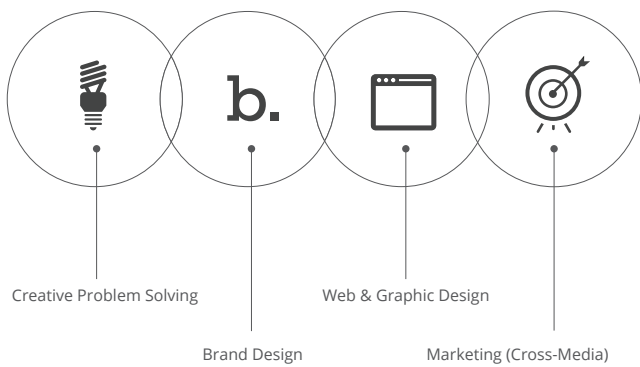 b.
Creative Problem Solving
Web & Graphic Design
Brand Design
Marketing (Cross-Media)